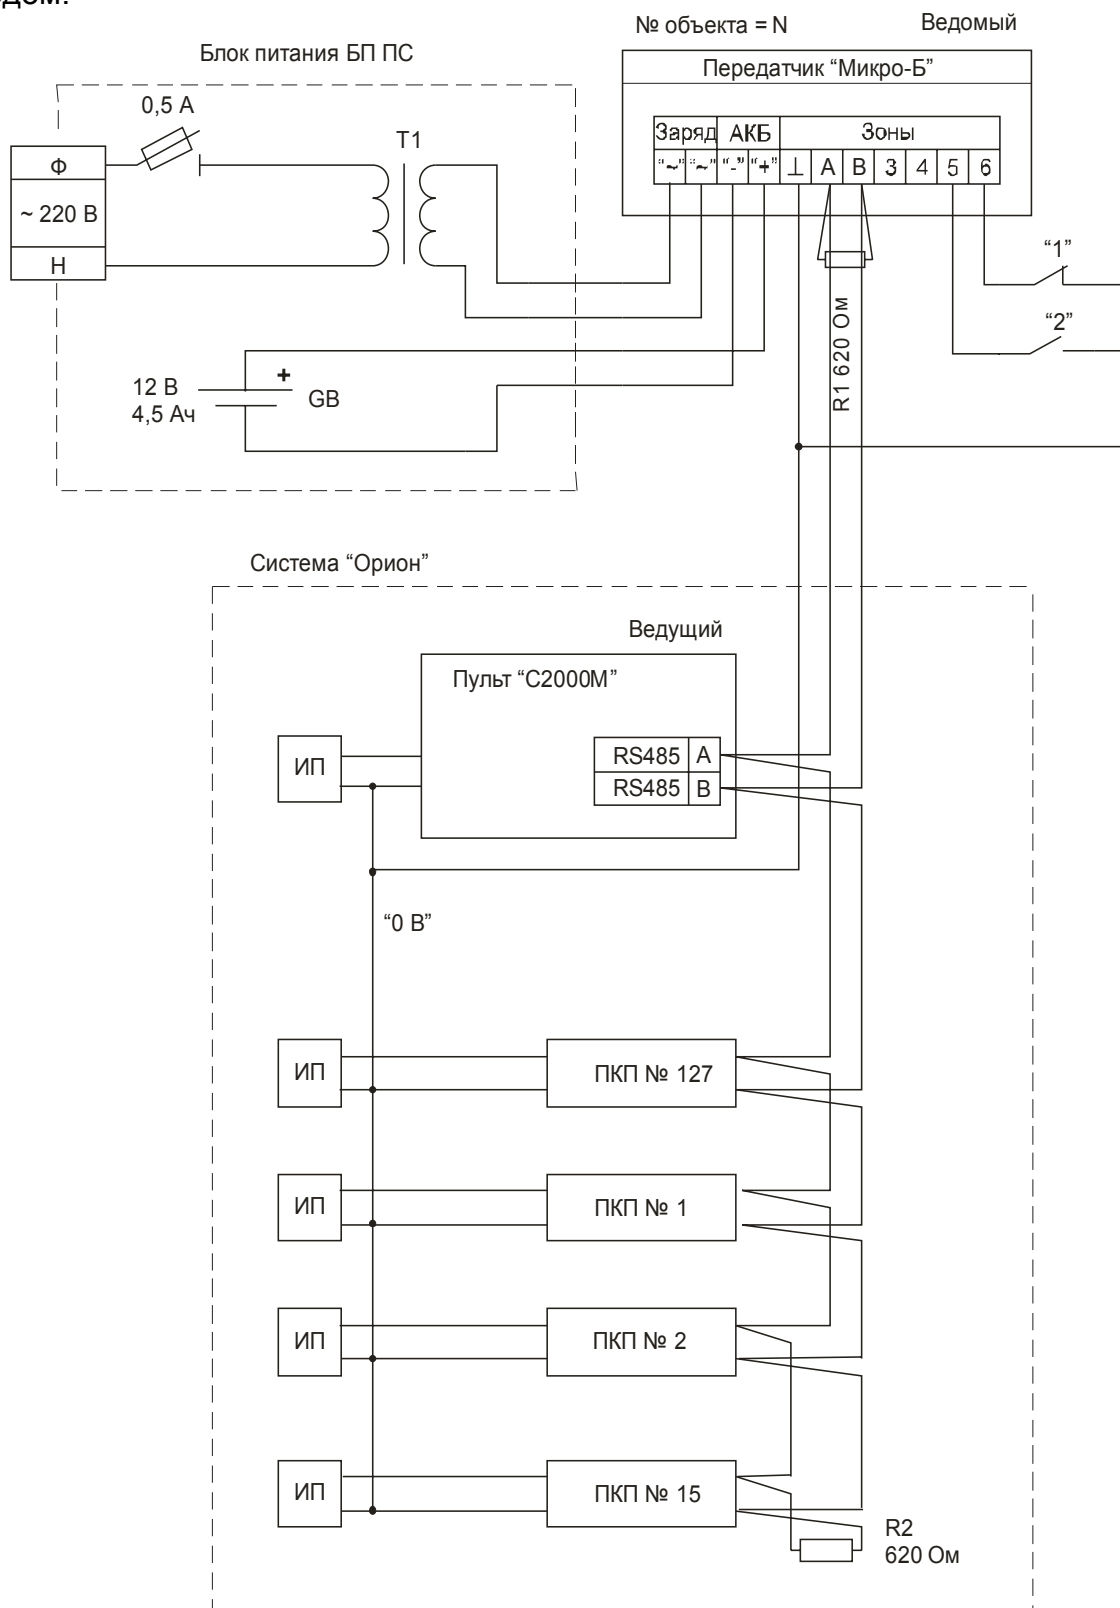 № объекта = N
Ведомый
Блок питания БП ПС
Передатчик “Микро-Б”
0,5 А
Заряд АКБ Зоны
Т1
“~” “~” “-” “+” ⊥ А В 3 4 5 6
Ф
~ 220 В
Н
“1”
“2”
R1 620 Ом
+
12 В
4,5 Ач
GB
Система “Орион”
Ведущий
Пульт “С2000М”
ИП
RS485 А
RS485 В
“0 В”
ИП
ПКП № 127
ИП
ПКП № 1
ИП
ПКП № 2
ИП
ПКП № 15
R2
620 Ом